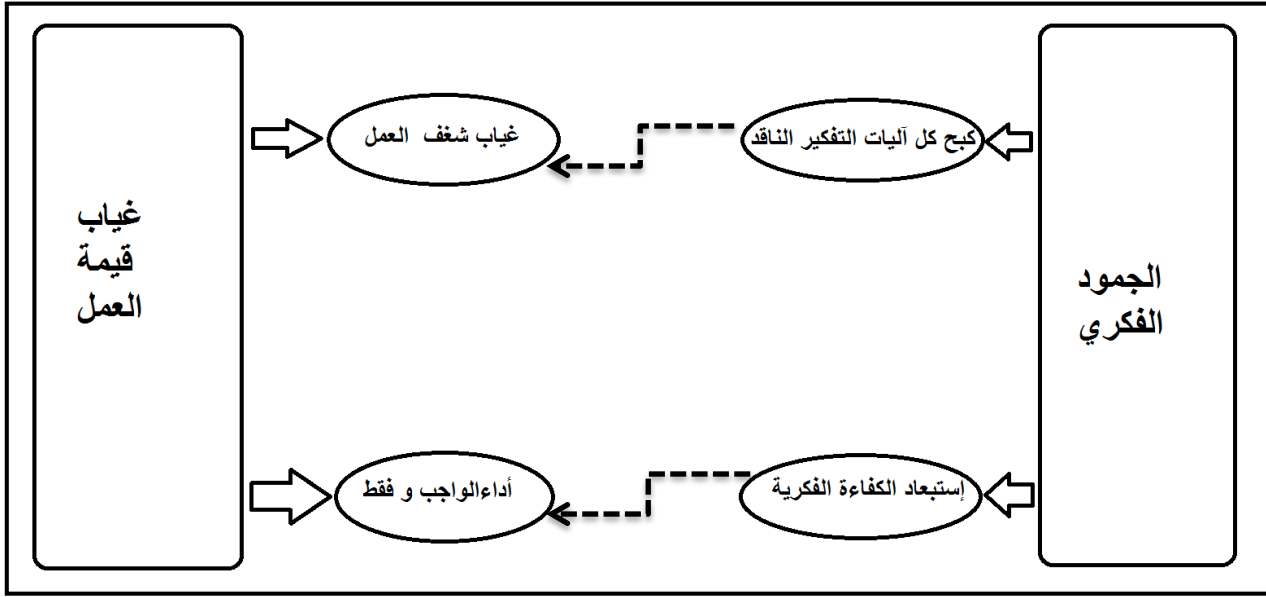 الجمود
الفكري
كبح كل آليات التفكير الناقد
إستبعاد الكفاءة الفكرية
غياب شغف العمل
أداءالواجب و فقط
غياب
قيمة
العمل